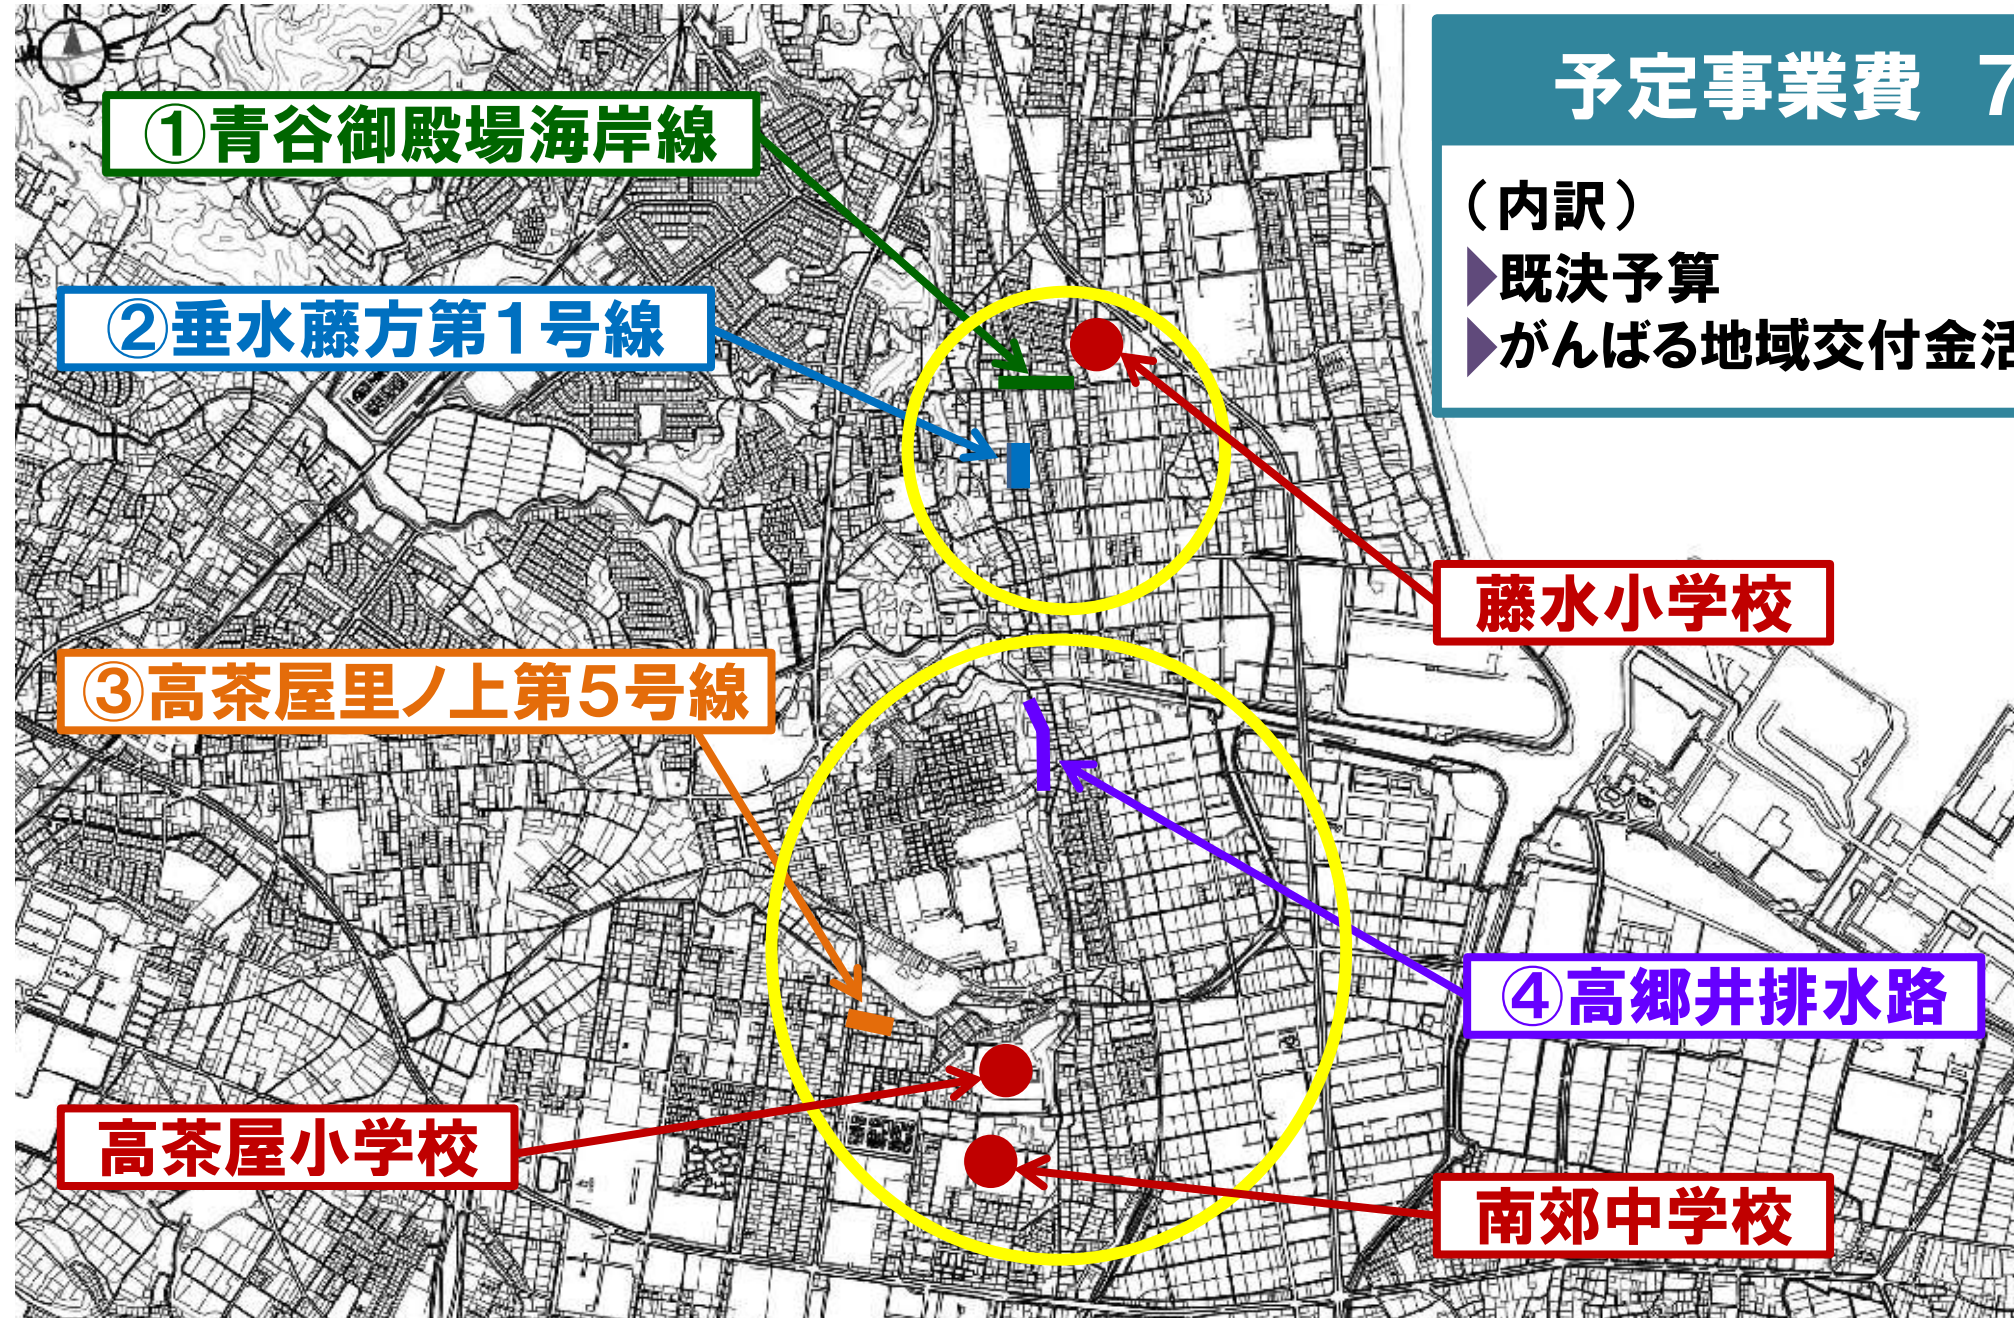 ①青谷御殿場海岸線
予定事業費 7
(内訳)
▶既決予算
▶がんばる地域交付金活
②垂水藤方第1号線
藤水小学校
③高茶屋里ノ上第5号線
④高郷井排水路
高茶屋小学校
南郊中学校